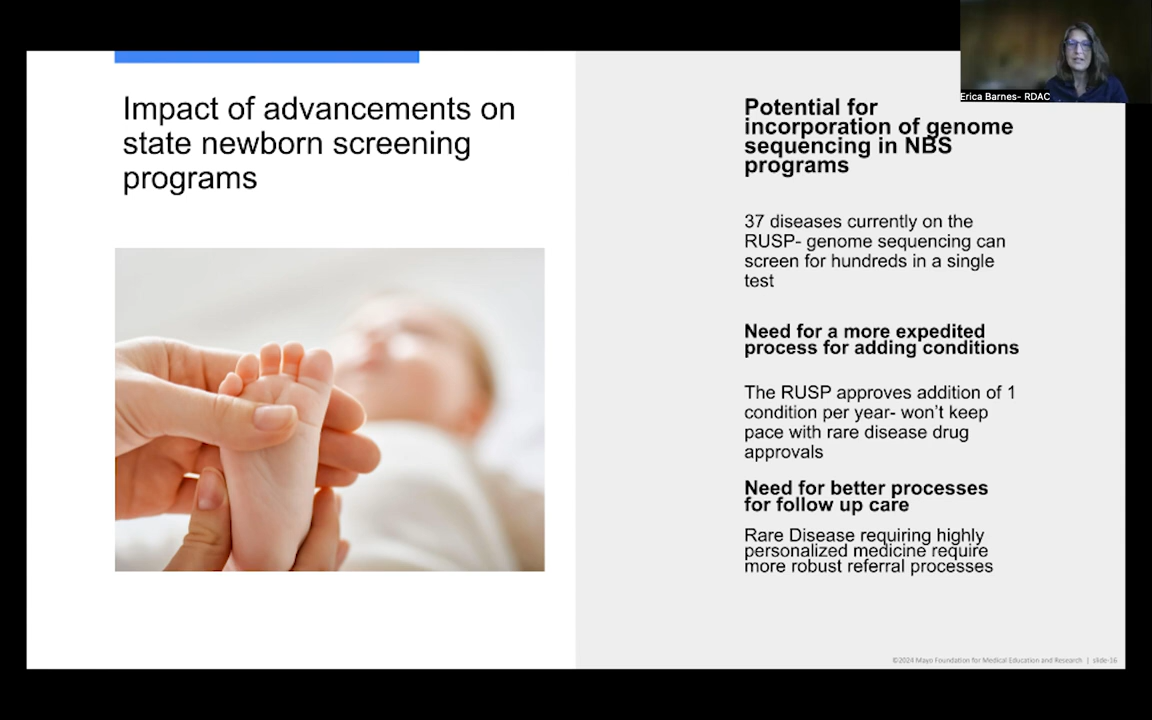 Impact of advancements on
state newborn screening
programs
Erica Barnes- RDAC
Potential for
incorporation of genome
sequencing in NBS
programs
37 diseases currently on the
RUSP- genome sequencing can
screen for hundreds in a single
test
Need for a more expedited
process for adding conditions
The RUSP approves addition of 1
condition per year- won't keep
pace with rare disease drug
approvals
Need for better processes
for follow up care
Rare Disease requiring highly
personalized medicine require
more robust referral processes
©2024 Mayo Foundation for Medical Education and Research | slide-16